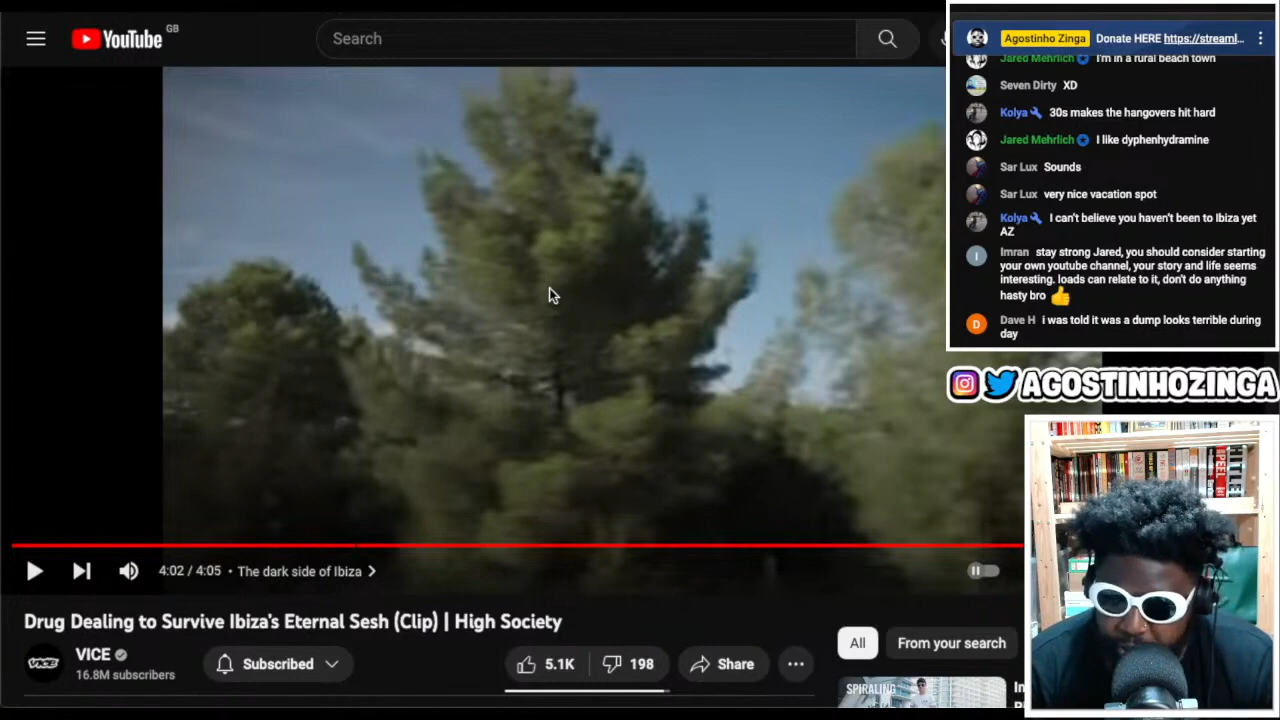 YouTube GB
Search
Agostinho Zinga Donate HERE https://streaml...
Jared Mehrlich I'm in a rural beach town
Seven Dirty XD
Kolya 30s makes the hangovers hit hard
Jared Mehrlich I like dyphenhydramine
Sar Lux Sounds
Sar Lux very nice vacation spot
Kolya I can't believe you haven't been to Ibiza yet
AZ
Imran stay strong Jared, you should consider starting
your own youtube channel, your story and life seems
interesting. loads can relate to it, don't do anything
hasty bro
Dave H i was told it was a dump looks terrible during
day
AGOSTINHOZINGA
4:02 / 4:05 • The dark side of Ibiza
Drug Dealing to Survive Ibiza's Eternal Sesh (Clip) | High Society
VICE
VICE
16.8M subscribers
Subscribed
5.1K
198
Share
All
From your search
SPIRALING
PEEL